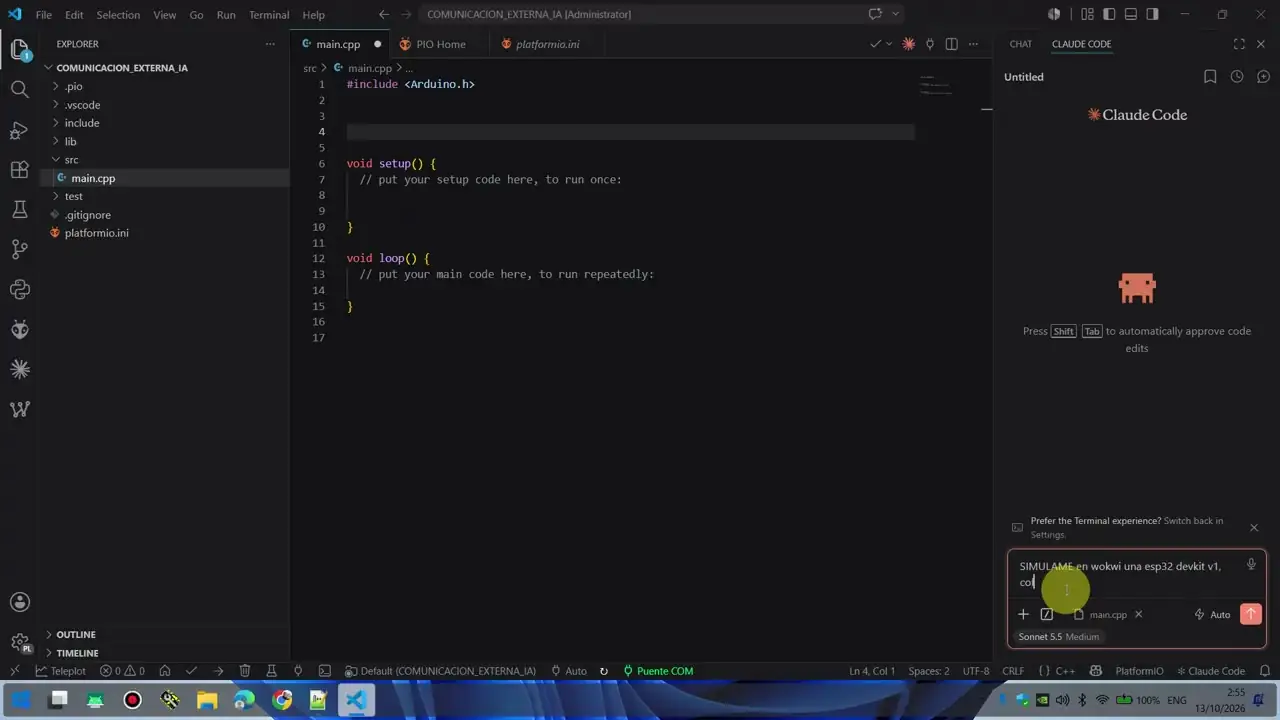 File Edit Selection View Go Run Terminal Help
COMUNICACION_EXTERNA_IA [Administrator]
EXPLORER
COMUNICACION_EXTERNA_IA
.pio
.vscode
include
lib
src
main.cpp
test
.gitignore
platformio.ini
OUTLINE
TIMELINE
main.cpp
PIO Home
platformio.ini
src > main.cpp > ...
1 #include <Arduino.h>
2
3
4
5
6 void setup() {
7 // put your setup code here, to run once:
8
9
10 }
11
12 void loop() {
13 // put your main code here, to run repeatedly:
14
15 }
16
17
CHAT CLAUDE CODE
Untitled
Claude Code
Press Shift Tab to automatically approve code
edits
Prefer the Terminal experience? Switch back in
Settings.
SIMULAME en wokwi una esp32 devkit v1,
col
main.cpp
Auto
Sonnet 5.5 Medium
PL
1
Teleplot 0 0 Default (COMUNICACION_EXTERNA_IA) Auto Puente COM Ln 4, Col 1 Spaces: 2 UTF-8 CRLF {} C++ PlatformIO Claude Code
100% ENG
2:55
13/10/2026